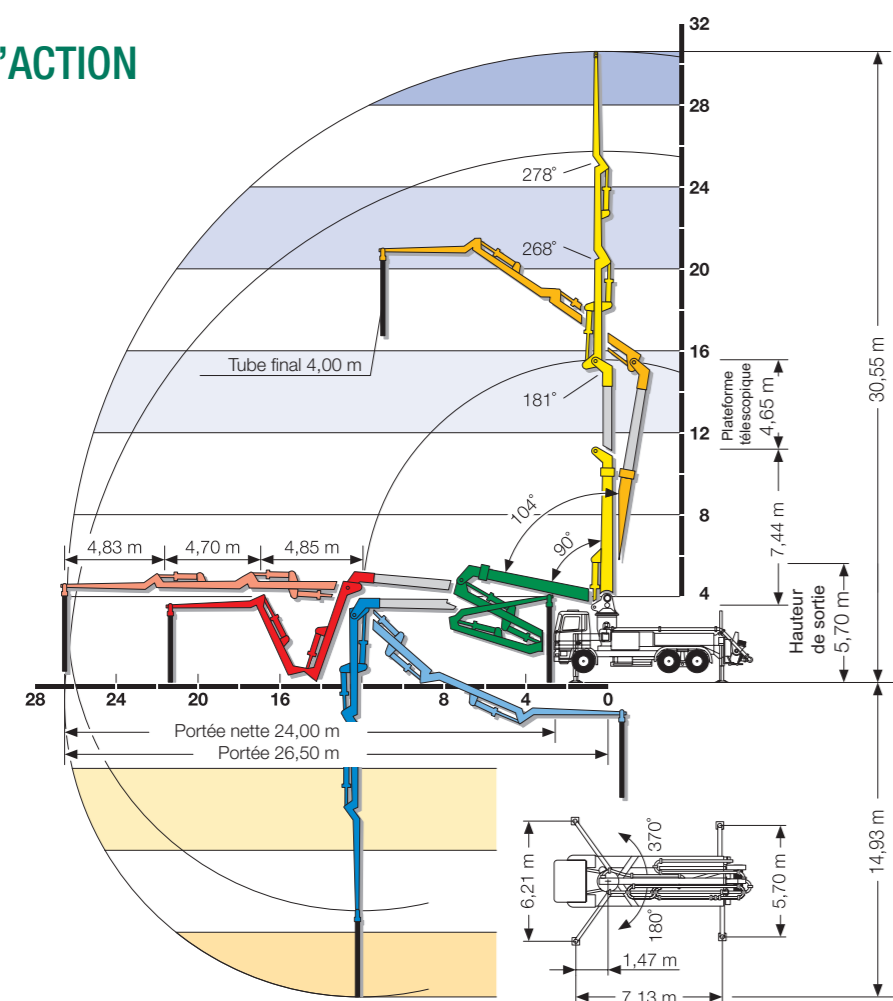 'ACTION
32
28
24
20
16
12
8
4
278°
268°
181°
104°
90°
Tube final 4,00 m
30,55 m
Plateforme
télescopique
4,65 m
7,44 m
Hauteur
de sortie
5,70 m
4,83 m
4,70 m
4,85 m
28
24
20
16
12
8
4
0
Portée nette 24,00 m
Portée 26,50 m
14,93 m
6,21 m
370°
180°
5,70 m
1,47 m
7,13 m